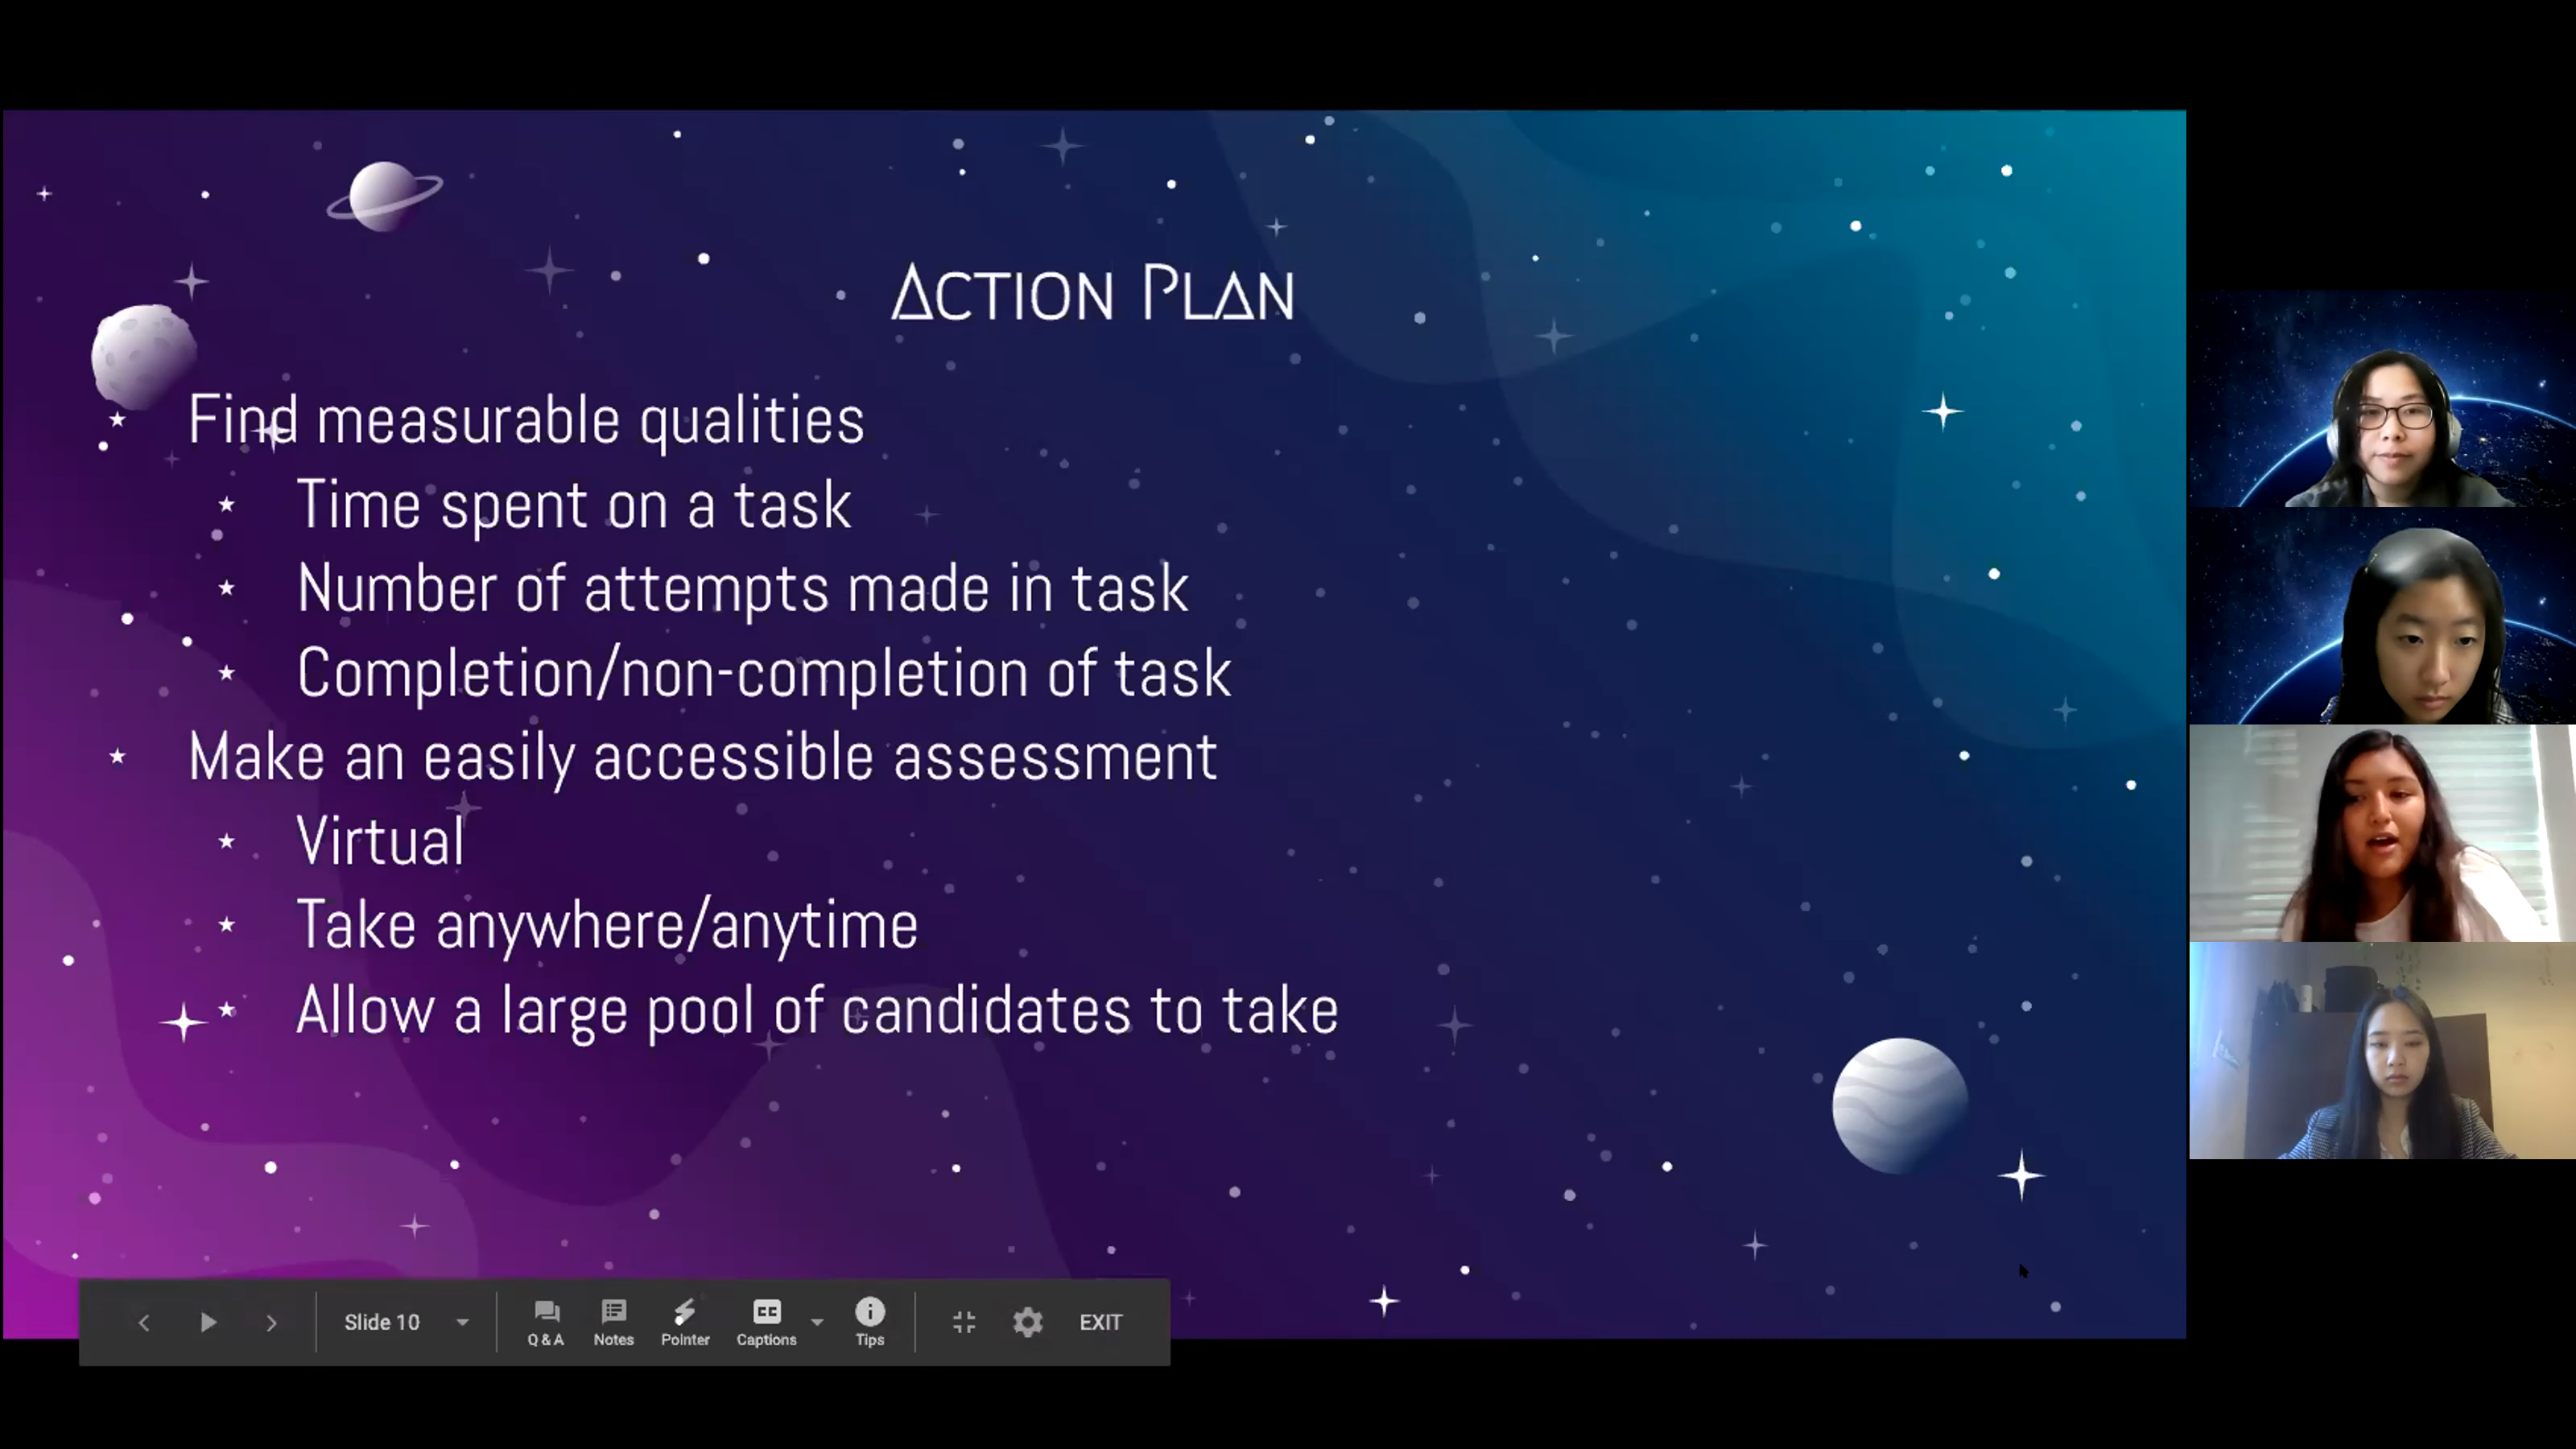 Action Plan
★ Find measurable qualities
★ Time spent on a task
★ Number of attempts made in task
★ Completion/non-completion of task
★ Make an easily accessible assessment
★ Virtual
★ Take anywhere/anytime
★ Allow a large pool of candidates to take
Slide 10 Q & A Notes Pointer CC Captions Tips EXIT